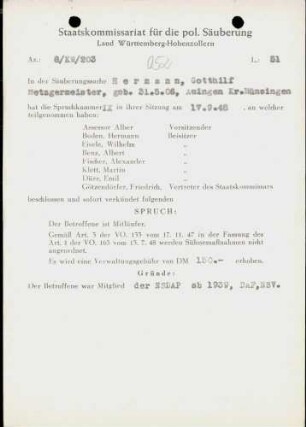 Staatskommissariat für die pol. Säuberung
Land Württemberg-Hohenzollern
Az.: 8/XX/203
L.: 51
In der Säuberungssache Hermann, Gotthilf
Metzgermeister, geb. 31.5.08, Auingen Kr.Münsingen
hat die Spruchkammer II in ihrer Sitzung am 17.9.48, an welcher
teilgenommen haben:
Assessor Alber Vorsitzender
Boden, Hermann Beisitzer
Eisele, Wilhelm „
Benz, Albert „
Fischer, Alexander „
Klett, Martin „
Dürr, Emil „
Götzendörfer, Friedrich, Vertreter des Staatskommissars
beschlossen und sofort verkündet folgenden
SPRUCH:
Der Betroffene ist Mitläufer.
Gemäß Art. 3 der VO. 133 vom 17. 11. 47 in der Fassung des
Art. 1 der VO. 165 vom 13. 7. 48 werden Sühnemaßnahmen nicht
angeordnet.
Es wird eine Verwaltungsgebühr von DM 150.- erhoben.
Gründe:
Der Betroffene war Mitglied der NSDAP ab 1939, DAF, NSV.